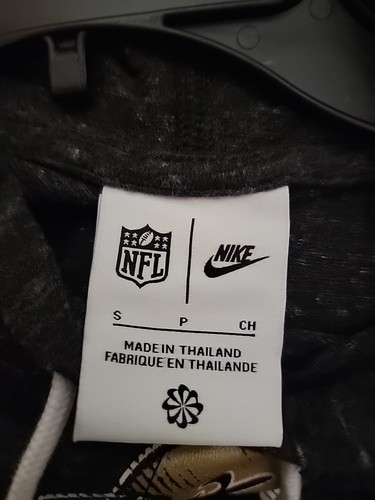 NFL NIKE
S P CH
MADE IN THAILAND
FABRIQUE EN THAILANDE